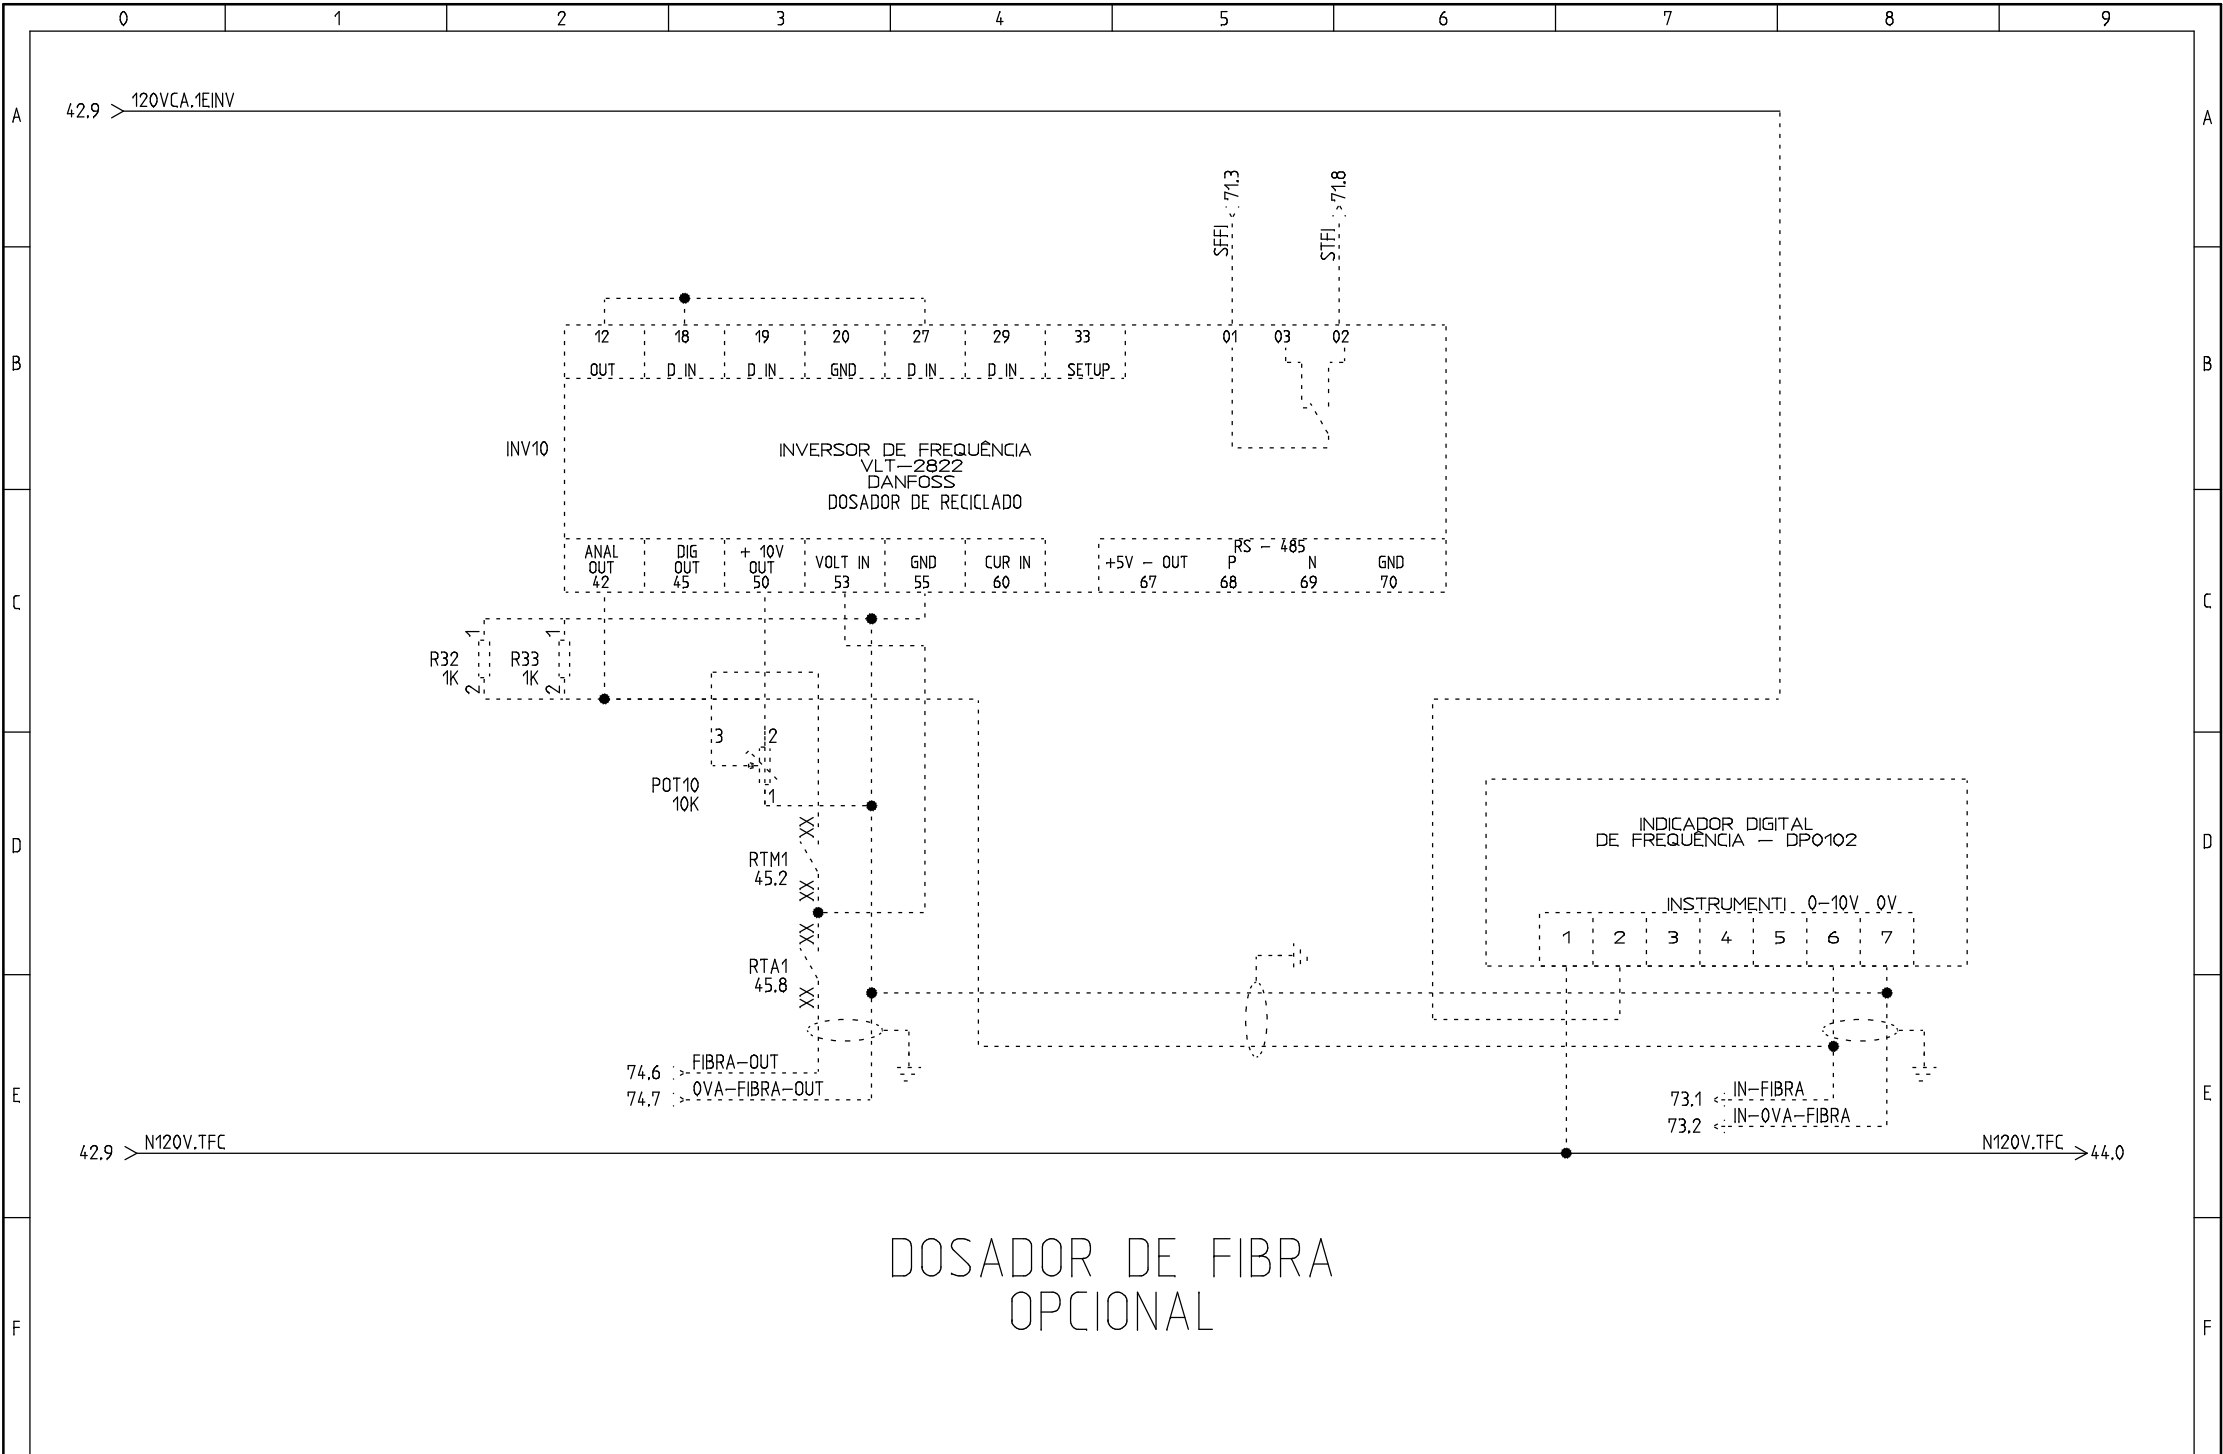 0 1 2 3 4 5 6 7 8 9
A A
42.9 120VCA.1EINV
71.3 71.8
SFFI STFI
B B
12 18 19 20 27 29 33 01 03 02
OUT D IN D IN GND D IN D IN SETUP
INV10
INVERSOR DE FREQUÊNCIA
VLT-2822
DANFOSS
DOSADOR DE RECICLADO
C C
ANAL OUT 42
DIG OUT 45
+ 10V OUT 50
VOLT IN 53
GND 55
CUR IN 60
RS - 485
+5V - OUT P N GND
67 68 69 70
1 1
R32 R33
1K 1K
2 2
3 2
POT10
10K
1
D D
XX
RTM1
45.2
XX
XX
RTA1
45.8
XX
INDICADOR DIGITAL
DE FREQUÊNCIA - DP0102
INSTRUMENTI 0-10V 0V
1 2 3 4 5 6 7
E E
74.6 FIBRA-OUT
74.7 0VA-FIBRA-OUT
73.1 IN-FIBRA
73.2 IN-0VA-FIBRA
42.9 N120V.TFC N120V.TFC 44.0
DOSADOR DE FIBRA
OPCIONAL
F F